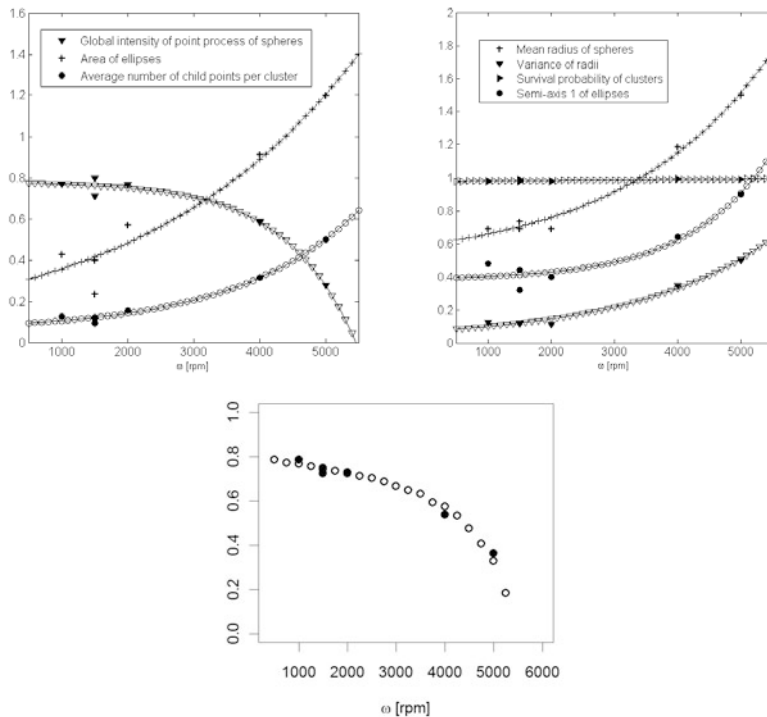 1.6
1.4
1.2
1
0.8
0.6
0.4
0.2
0
Global intensity of point process of spheres
Area of ellipses
Average number of child points per cluster
1000 2000 3000 4000 5000
ω [rpm]
2
1.8
1.6
1.4
1.2
1
0.8
0.6
0.4
0.2
0
Mean radius of spheres
Variance of radii
Survival probability of clusters
Semi-axis 1 of ellipses
1000 2000 3000 4000 5000
ω [rpm]
1.0
0.8
0.6
0.4
0.2
0.0
1000 2000 3000 4000 5000 6000
ω [rpm]